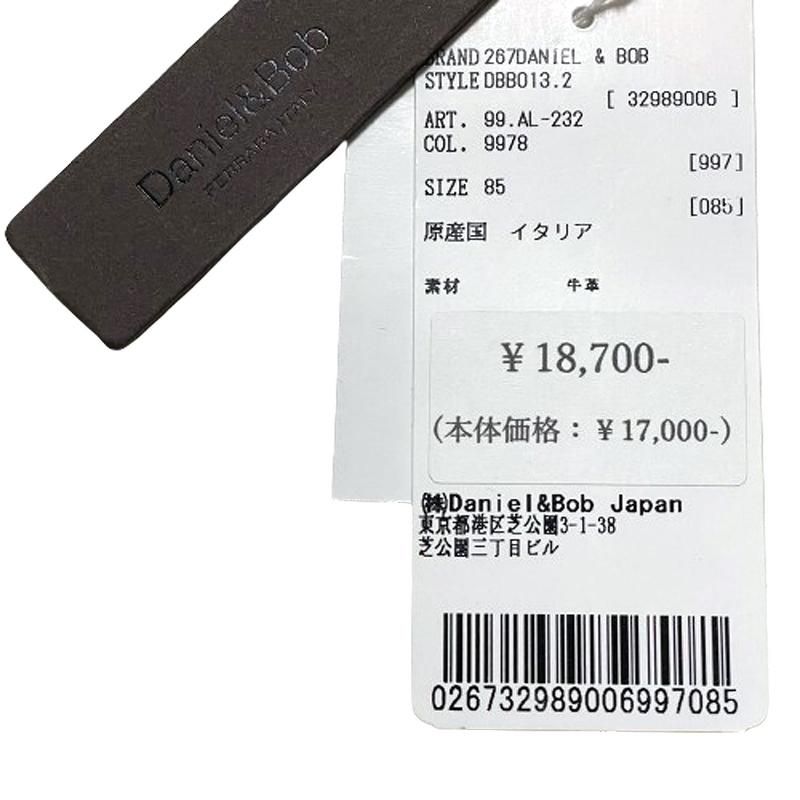 Daniel&Bob
FERRARA ITALY
BRAND 267DANIEL & BOB
STYLE DBB013.2
[ 32989006 ]
ART. 99.AL-232
COL. 9978
[997]
SIZE 85
[085]
原産国 イタリア
素材 牛革
¥ 18,700-
(本体価格：¥ 17,000-)
㈱Daniel&Bob Japan
東京都港区芝公園3-1-38
芝公園三丁目ビル
026732989006997085